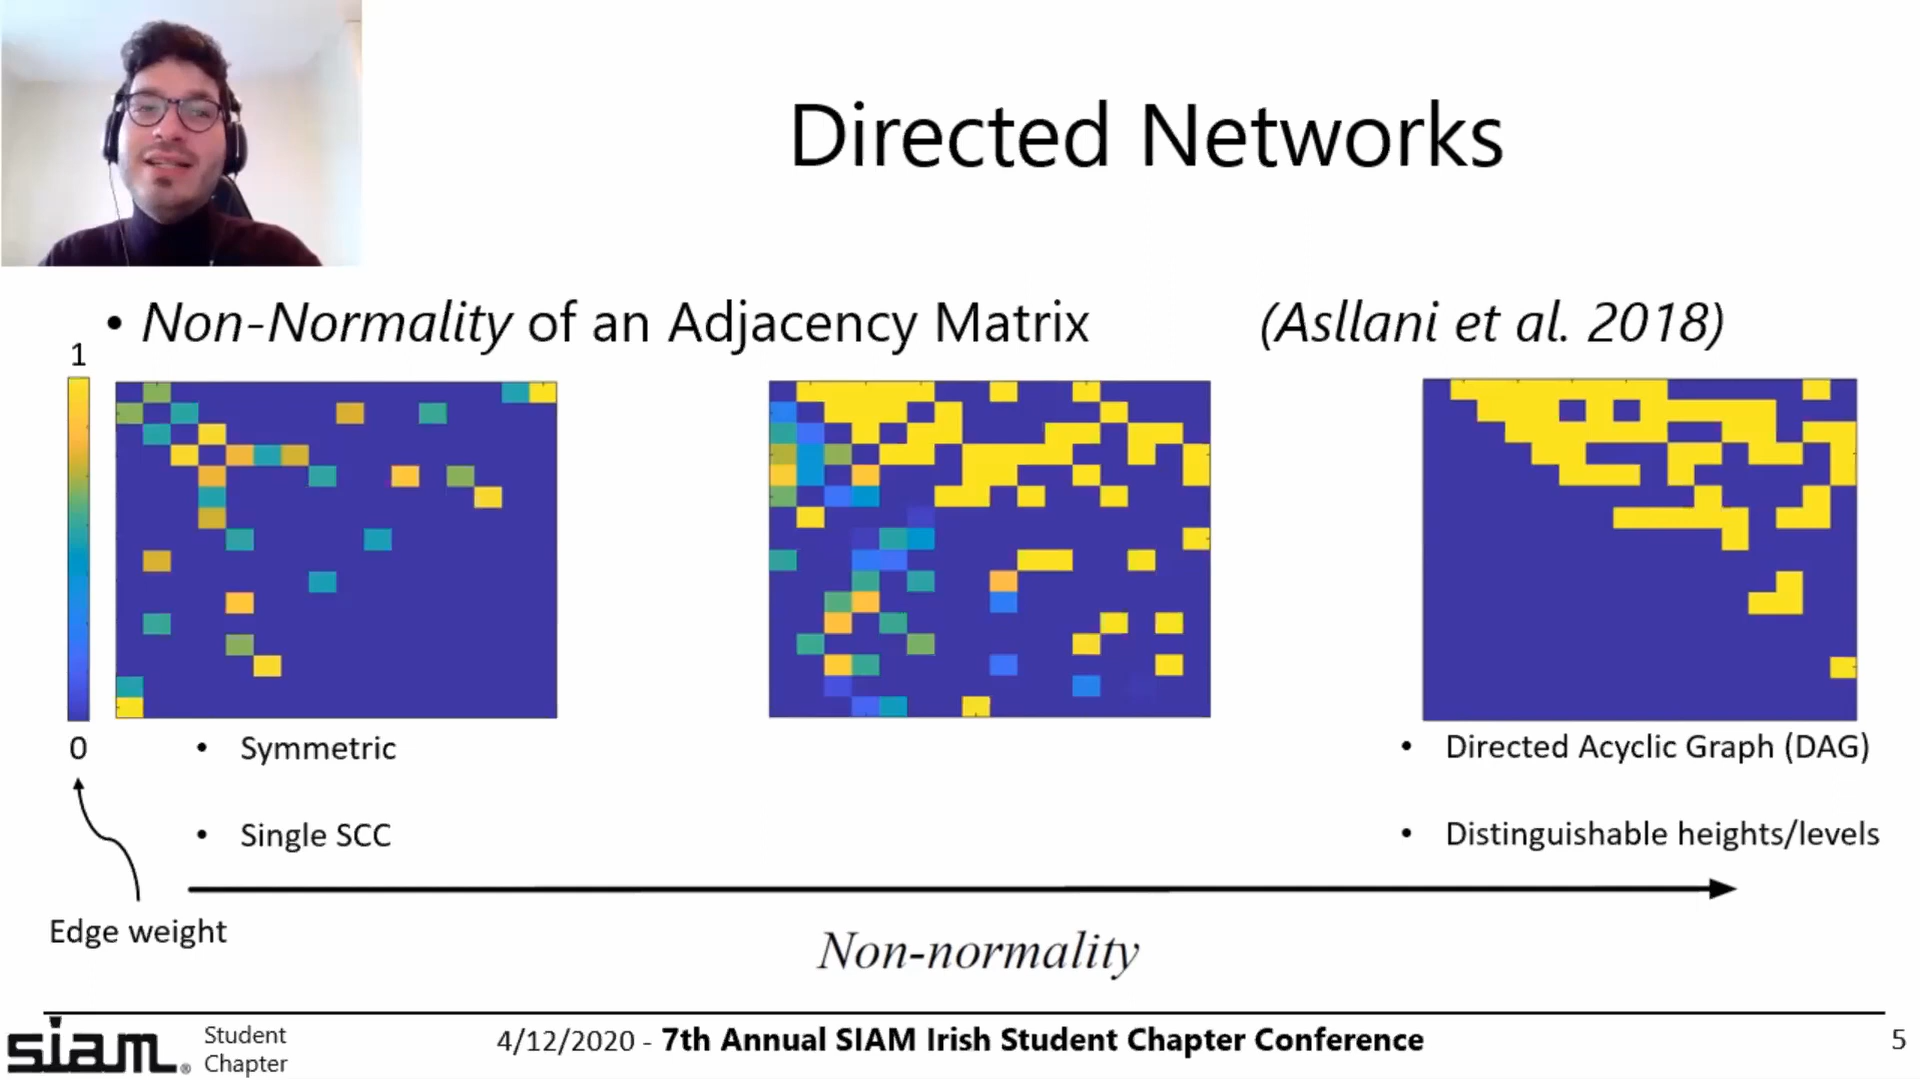 Directed Networks
• Non-Normality of an Adjacency Matrix (Asllani et al. 2018)
1
0
• Symmetric
• Single SCC
• Directed Acyclic Graph (DAG)
• Distinguishable heights/levels
Edge weight
Non-normality
siam® Student Chapter
4/12/2020 - 7th Annual SIAM Irish Student Chapter Conference
5